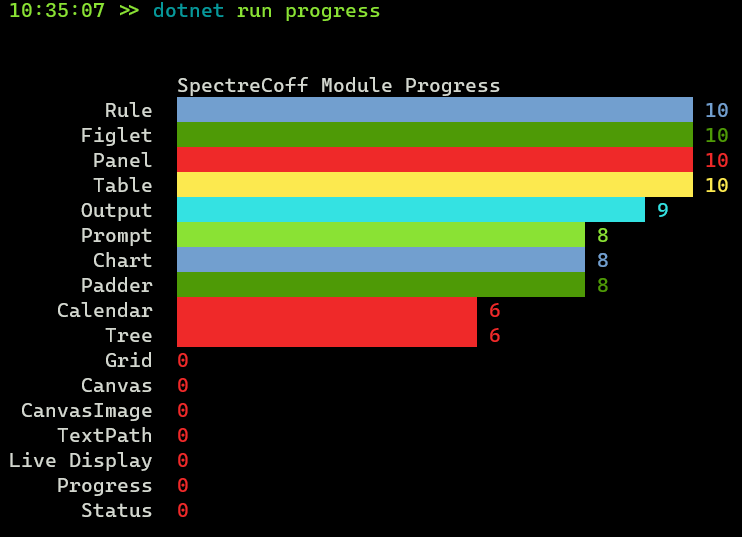 10:35:07 >> dotnet run progress
SpectreCoff Module Progress
Rule 10
Figlet 10
Panel 10
Table 10
Output 9
Prompt 8
Chart 8
Padder 8
Calendar 6
Tree 6
Grid 0
Canvas 0
CanvasImage 0
TextPath 0
Live Display 0
Progress 0
Status 0